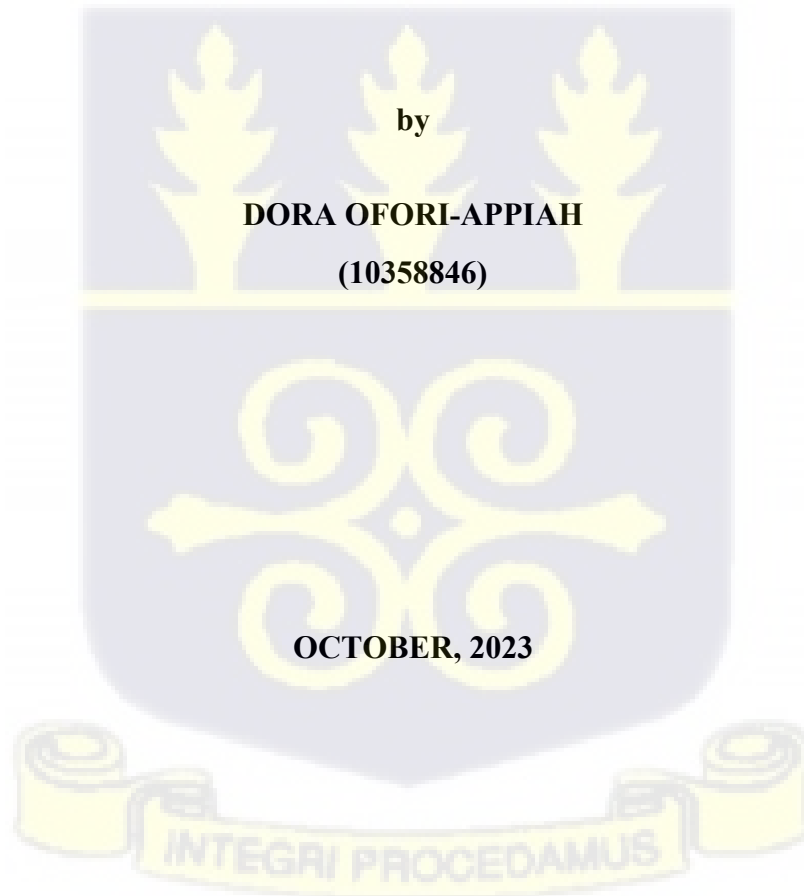 by
DORA OFORI-APPIAH
(10358846)
OCTOBER, 2023
INTEGRI PROCEDAMUS